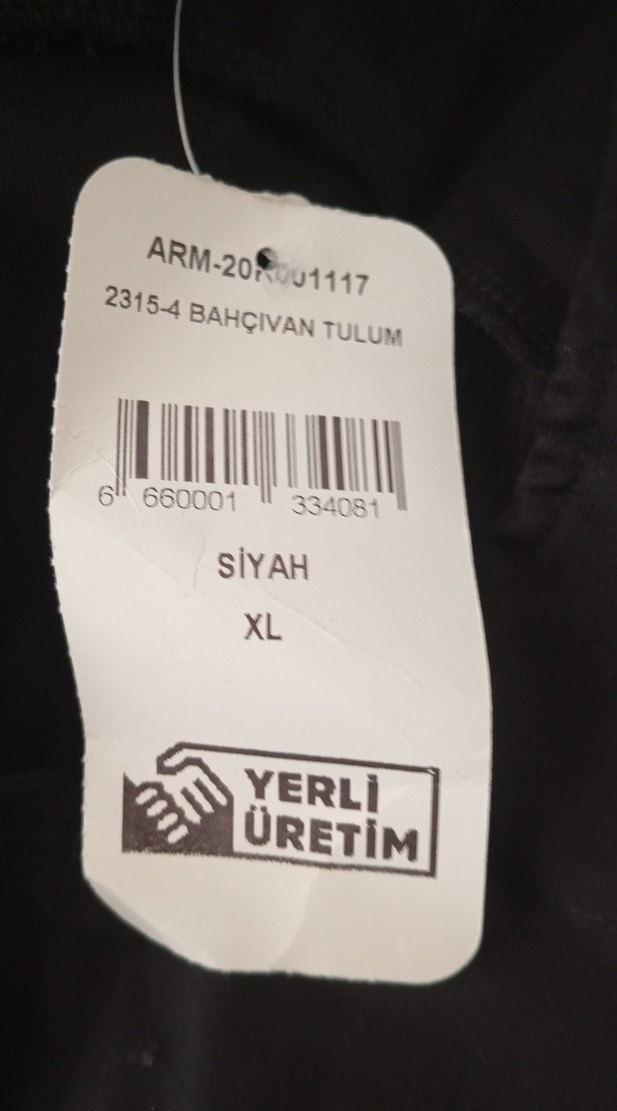 2315-4 BAHÇIVAN TULUM
6 660001 334081
SİYAH
XL
YERLİ
ÜRETİM